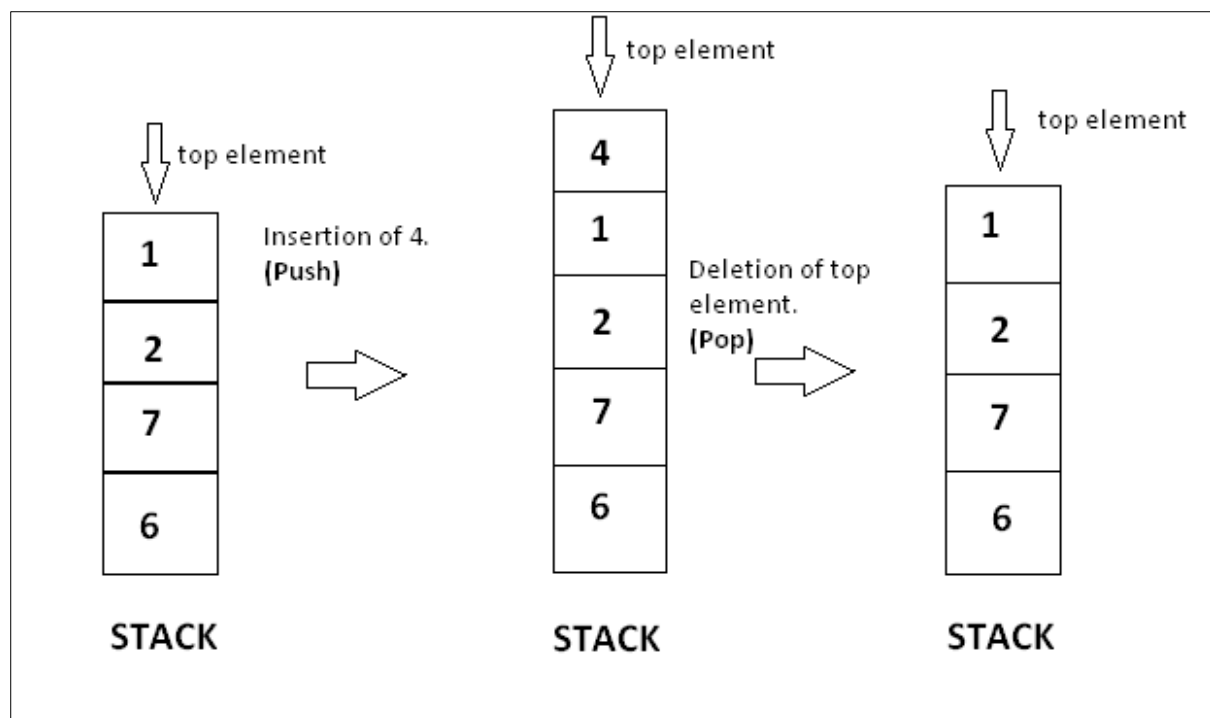 top element
1
2
7
6
STACK
Insertion of 4.
(Push)
top element
4
1
2
7
6
STACK
Deletion of top
element.
(Pop)
top element
1
2
7
6
STACK